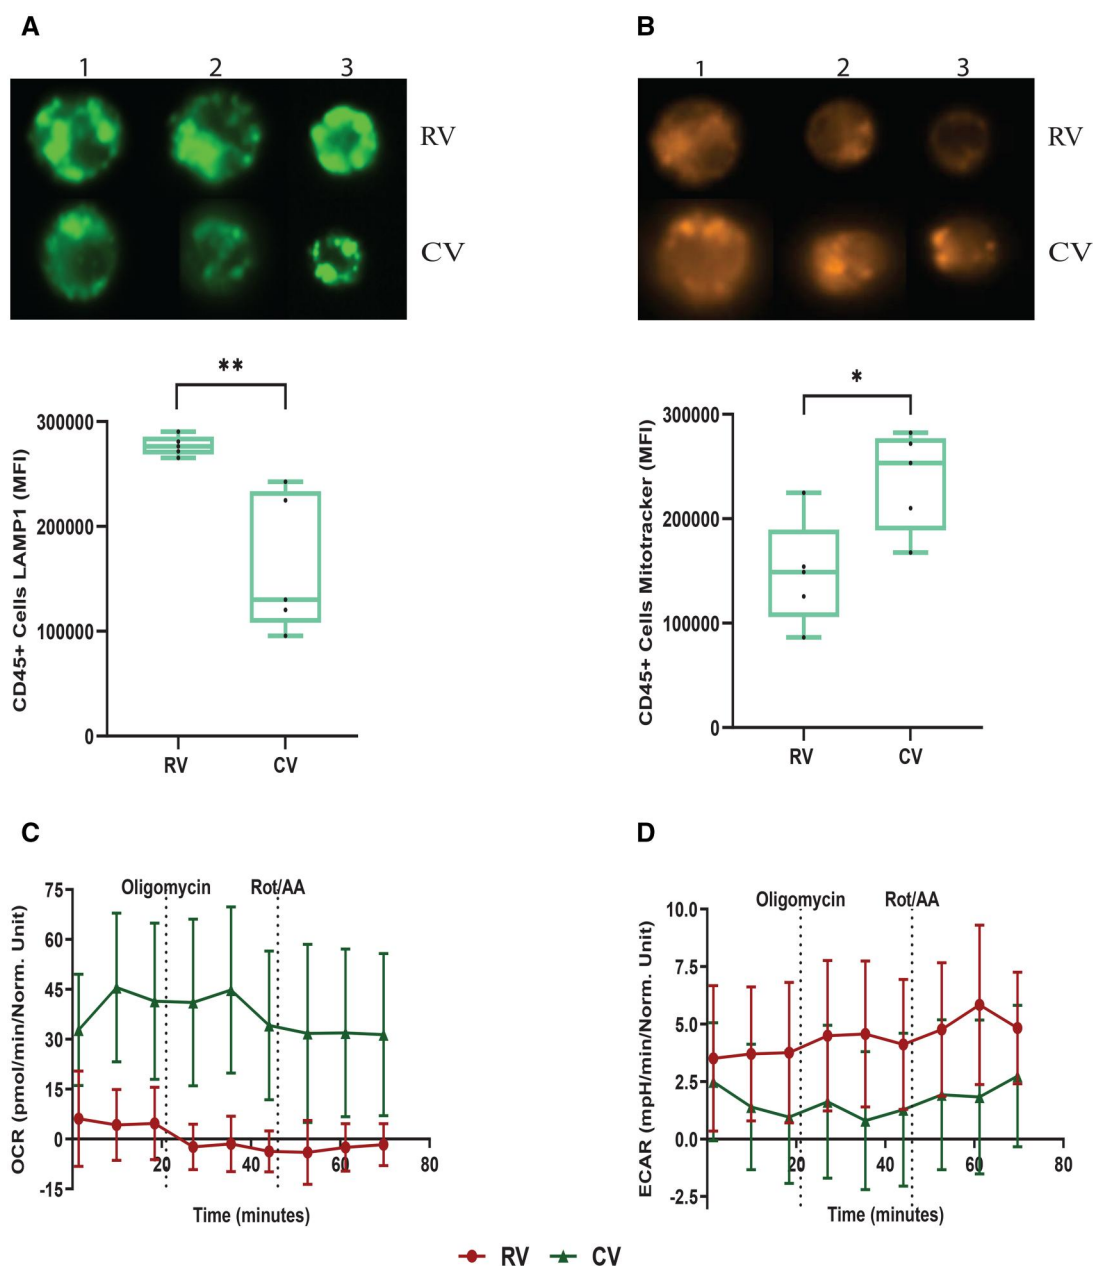 A
1 2 3
RV
CV
**
CD45+ Cells LAMP1 (MFI)
300000
200000
100000
0
RV CV
B
1 2 3
RV
CV
*
CD45+ Cells Mitotracker (MFI)
300000
200000
100000
0
RV CV
C
Oligomycin Rot/AA
OCR (pmol/min/Norm. Unit)
75
60
45
30
15
0
-15
20 40 60 80
Time (minutes)
D
Oligomycin Rot/AA
ECAR (mpH/min/Norm. Unit)
10.0
7.5
5.0
2.5
0.0
-2.5
20 40 60 80
Time (minutes)
RV CV